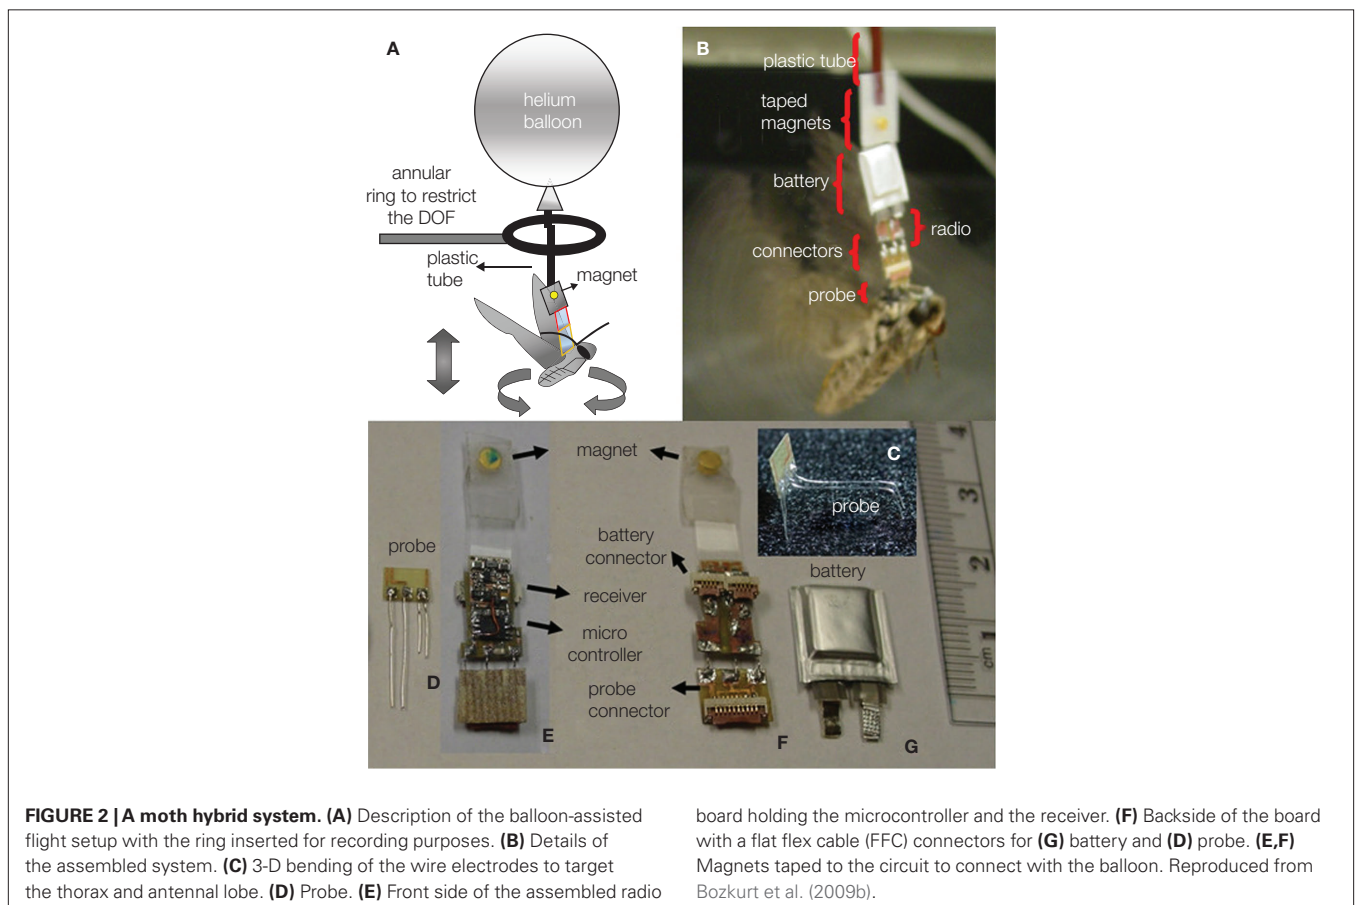 A
helium
balloon
annular
ring to restrict
the DOF
plastic
tube
magnet
B
plastic tube
taped
magnets
battery
radio
connectors
probe
magnet
C
probe
battery
connector
probe
battery
receiver
micro
controller
D
probe
connector
E
F
G
cm 1 2 3 4
FIGURE 2 | A moth hybrid system. (A) Description of the balloon-assisted
flight setup with the ring inserted for recording purposes. (B) Details of
the assembled system. (C) 3-D bending of the wire electrodes to target
the thorax and antennal lobe. (D) Probe. (E) Front side of the assembled radio
board holding the microcontroller and the receiver. (F) Backside of the board
with a flat flex cable (FFC) connectors for (G) battery and (D) probe. (E,F)
Magnets taped to the circuit to connect with the balloon. Reproduced from
Bozkurt et al. (2009b).